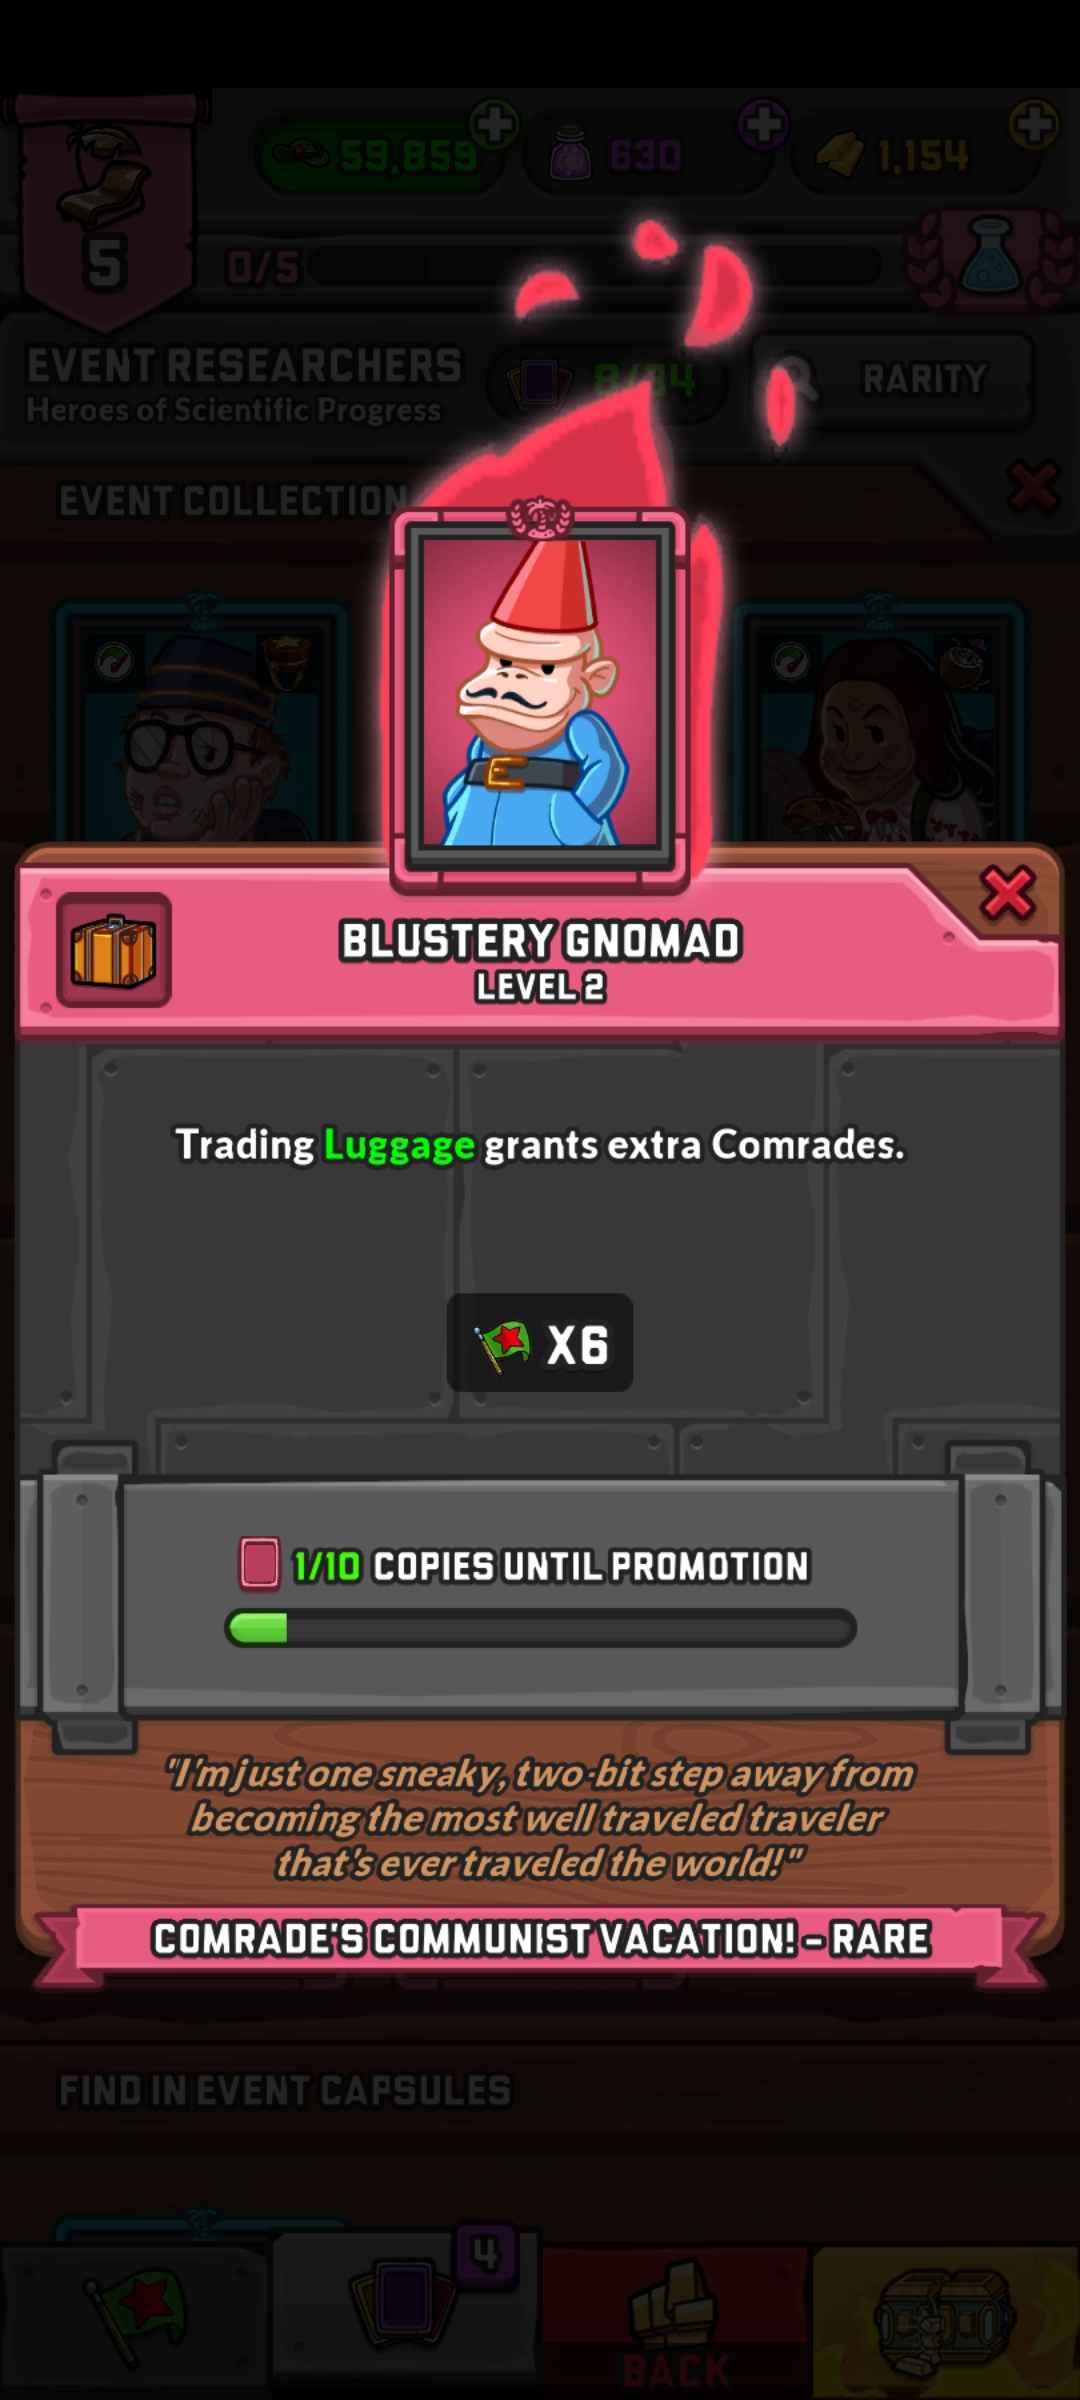 59,859
630
1,154
5
0/5
EVENT RESEARCHERS
Heroes of Scientific Progress
8/34
RARITY
EVENT COLLECTION
BLUSTERY GNOMAD
LEVEL 2
Trading Luggage grants extra Comrades.
X6
1/10 COPIES UNTIL PROMOTION
"I'm just one sneaky, two-bit step away from
becoming the most well traveled traveler
that's ever traveled the world!"
COMRADE'S COMMUNIST VACATION! - RARE
FIND IN EVENT CAPSULES
4
BACK